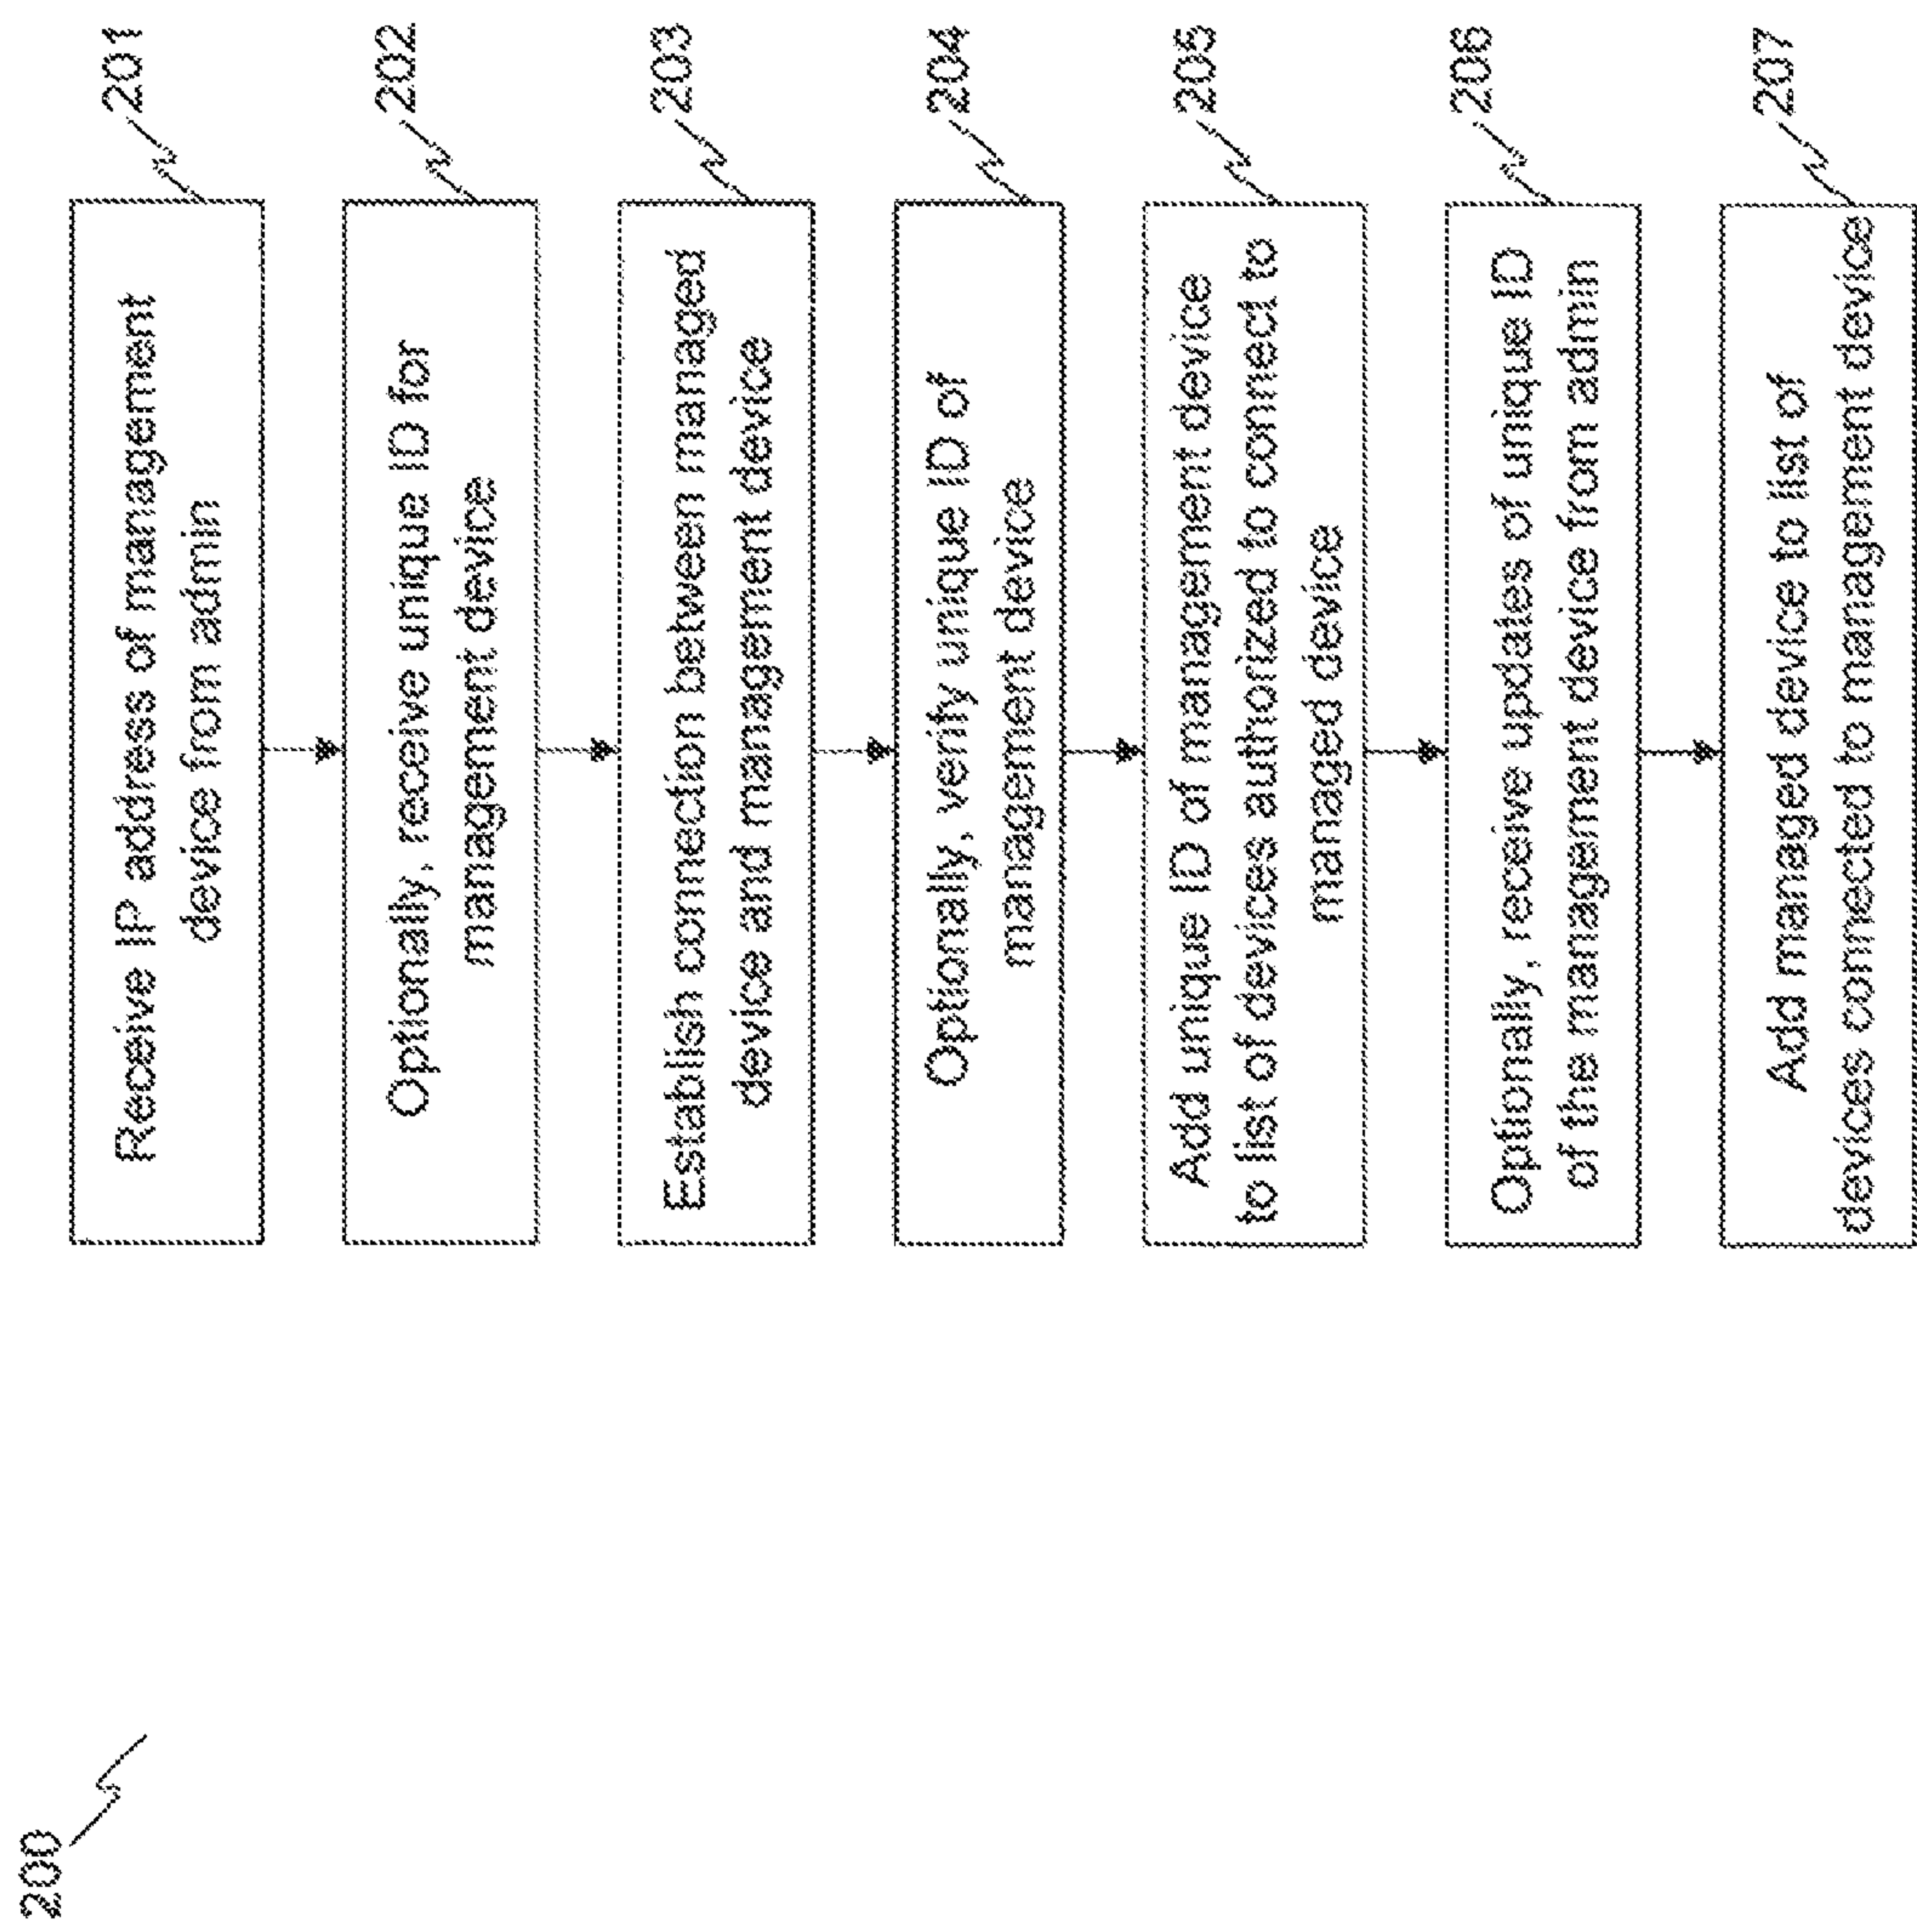 200
Receive IP address of management
device from admin
201
Optionally, receive unique ID for
management device
202
Establish connection between managed
device and management device
203
Optionally, verify unique ID of
management device
204
Add unique ID of management device
to list of devices authorized to connect to
managed device
205
Optionally, receive updates of unique ID
of the management device from admin
206
Add managed device to list of
devices connected to management device
207